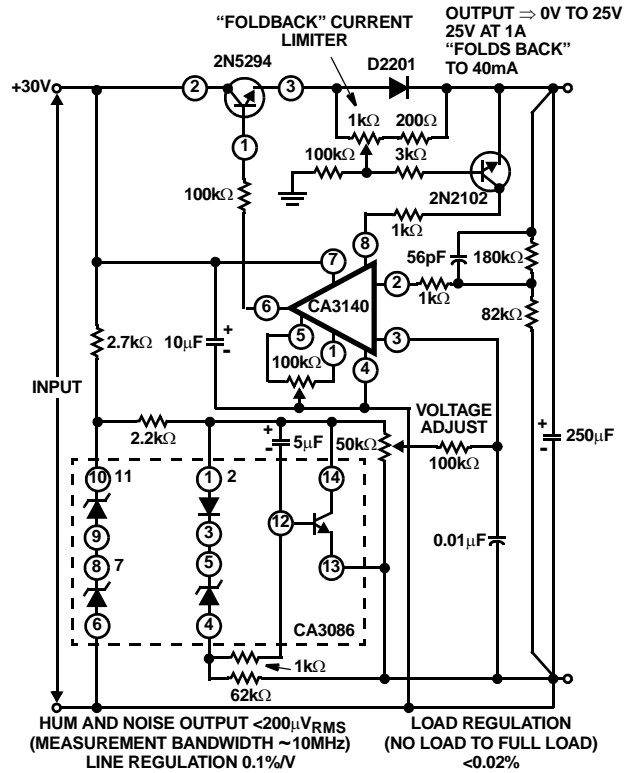 "FOLDBACK" CURRENT
LIMITER
OUTPUT ⇒ 0V TO 25V
25V AT 1A
"FOLDS BACK"
TO 40mA
2N5294
D2201
+30V
2
3
1kΩ
200Ω
1
100kΩ
3kΩ
100kΩ
2N2102
1kΩ
8
7
56pF
180kΩ
2
6
CA3140
1kΩ
82kΩ
5
3
2.7kΩ
10μF
+
-
1
100kΩ
4
INPUT
VOLTAGE
ADJUST
+
-
250μF
2.2kΩ
+
-
5μF
50kΩ
100kΩ
10
11
1
2
14
9
3
12
0.01μF
8
7
5
13
6
4
CA3086
1kΩ
62kΩ
HUM AND NOISE OUTPUT <200μVRMS
(MEASUREMENT BANDWIDTH ~10MHz)
LINE REGULATION 0.1%/V
LOAD REGULATION
(NO LOAD TO FULL LOAD)
<0.02%